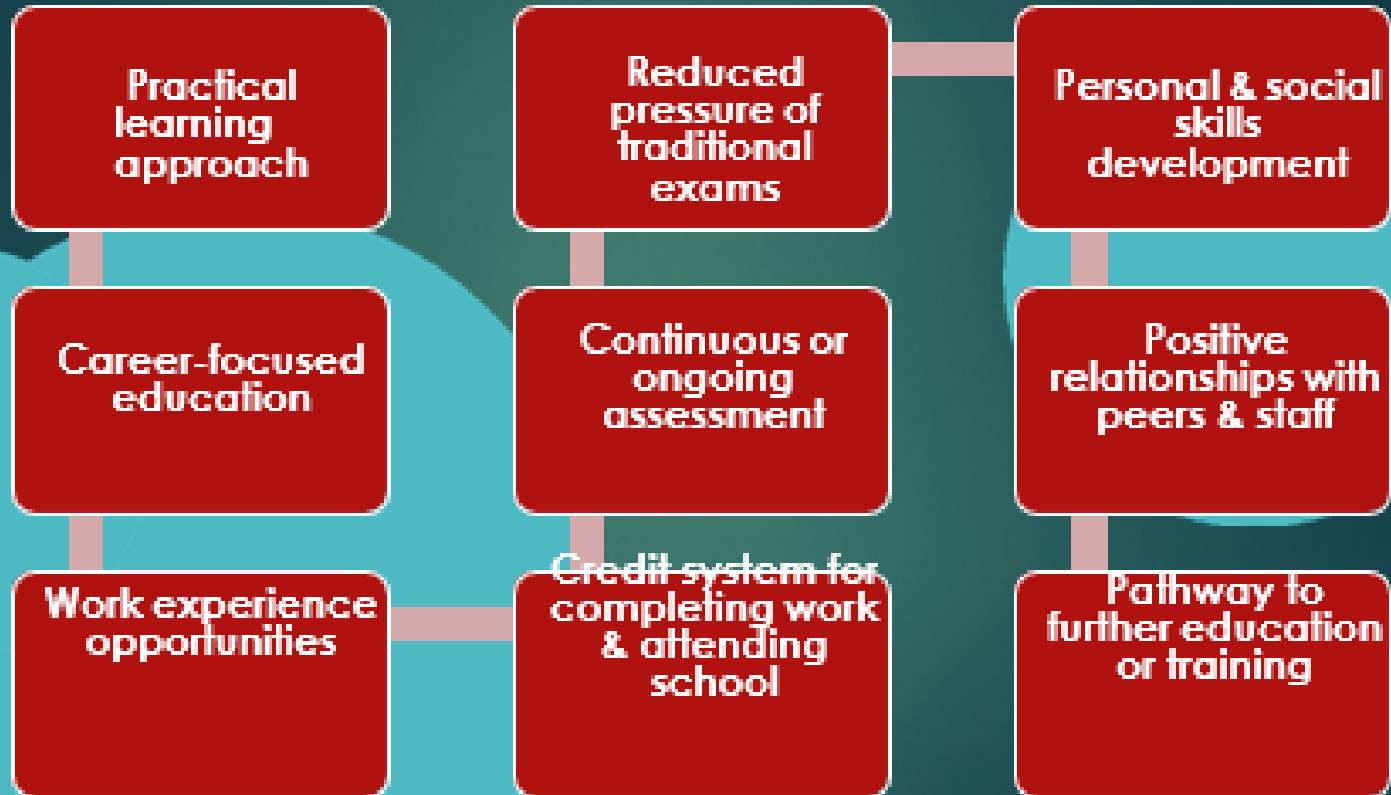 Practical
learning
approach
Career-focused
education
Work experience
opportunities
Credit system for
completing work
& attending
school
Continuous or
ongoing
assessment
Reduced
pressure of
traditional
exams
Personal & social
skills
development
Positive
relationships with
peers & staff
Pathway to
further education
or training